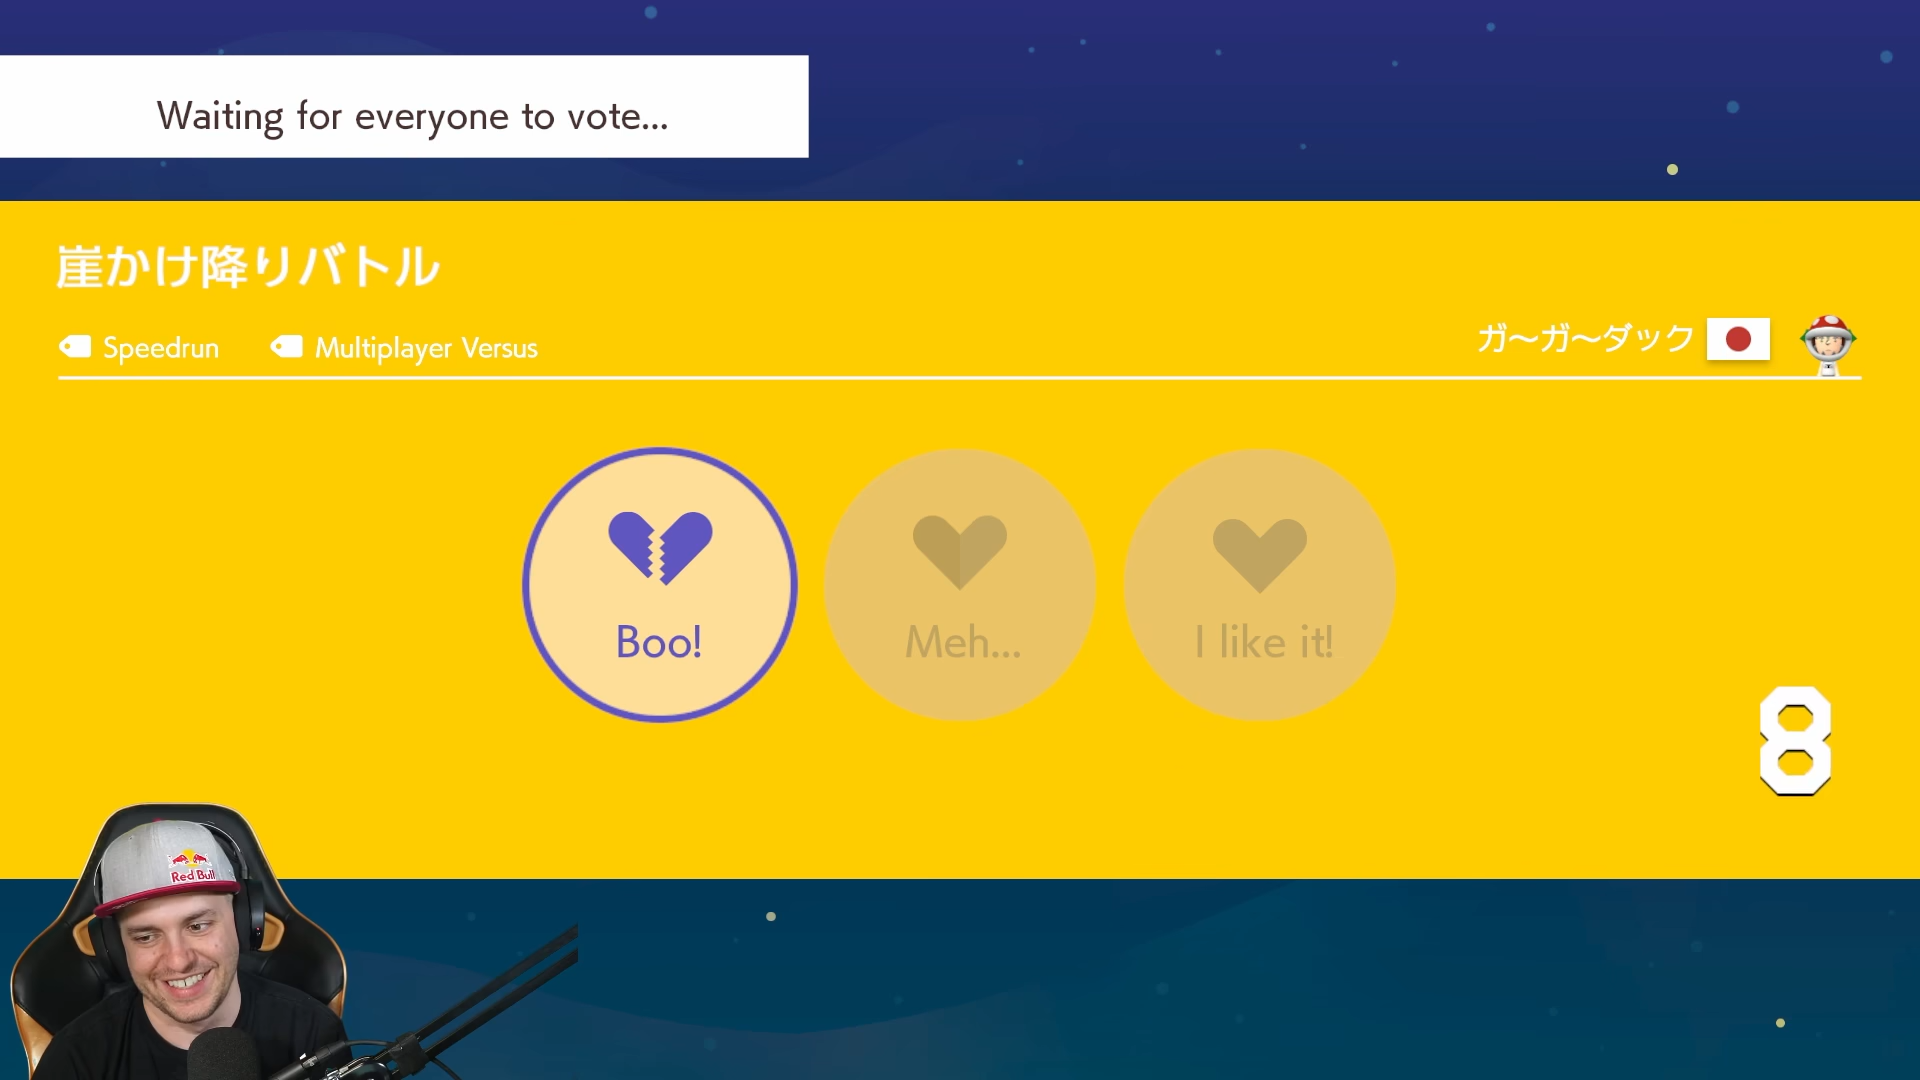 Waiting for everyone to vote...
崖かけ降りバトル
Speedrun
Multiplayer Versus
ガ〜ガ〜ダック
Boo!
Meh...
I like it!
8
Red Bull